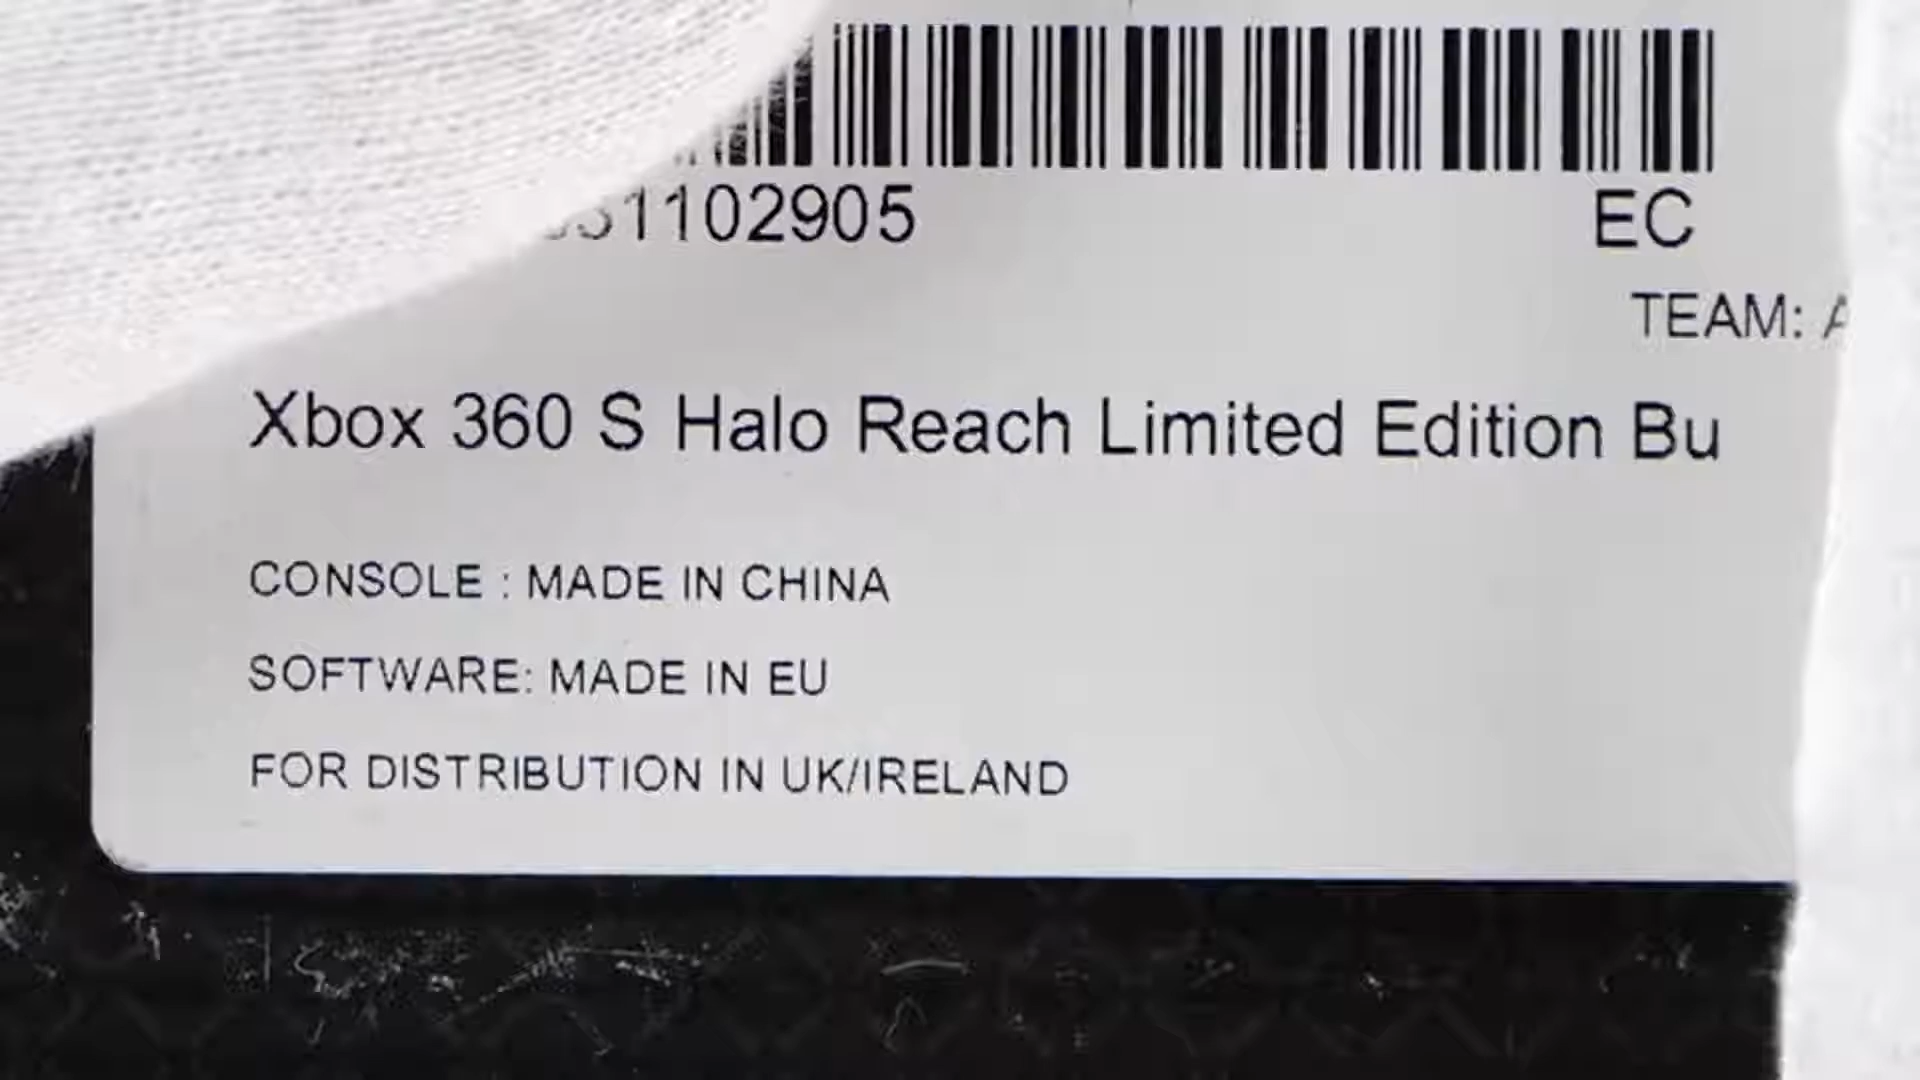 1102905 EC
TEAM:
Xbox 360 S Halo Reach Limited Edition Bu
CONSOLE : MADE IN CHINA
SOFTWARE: MADE IN EU
FOR DISTRIBUTION IN UK/IRELAND